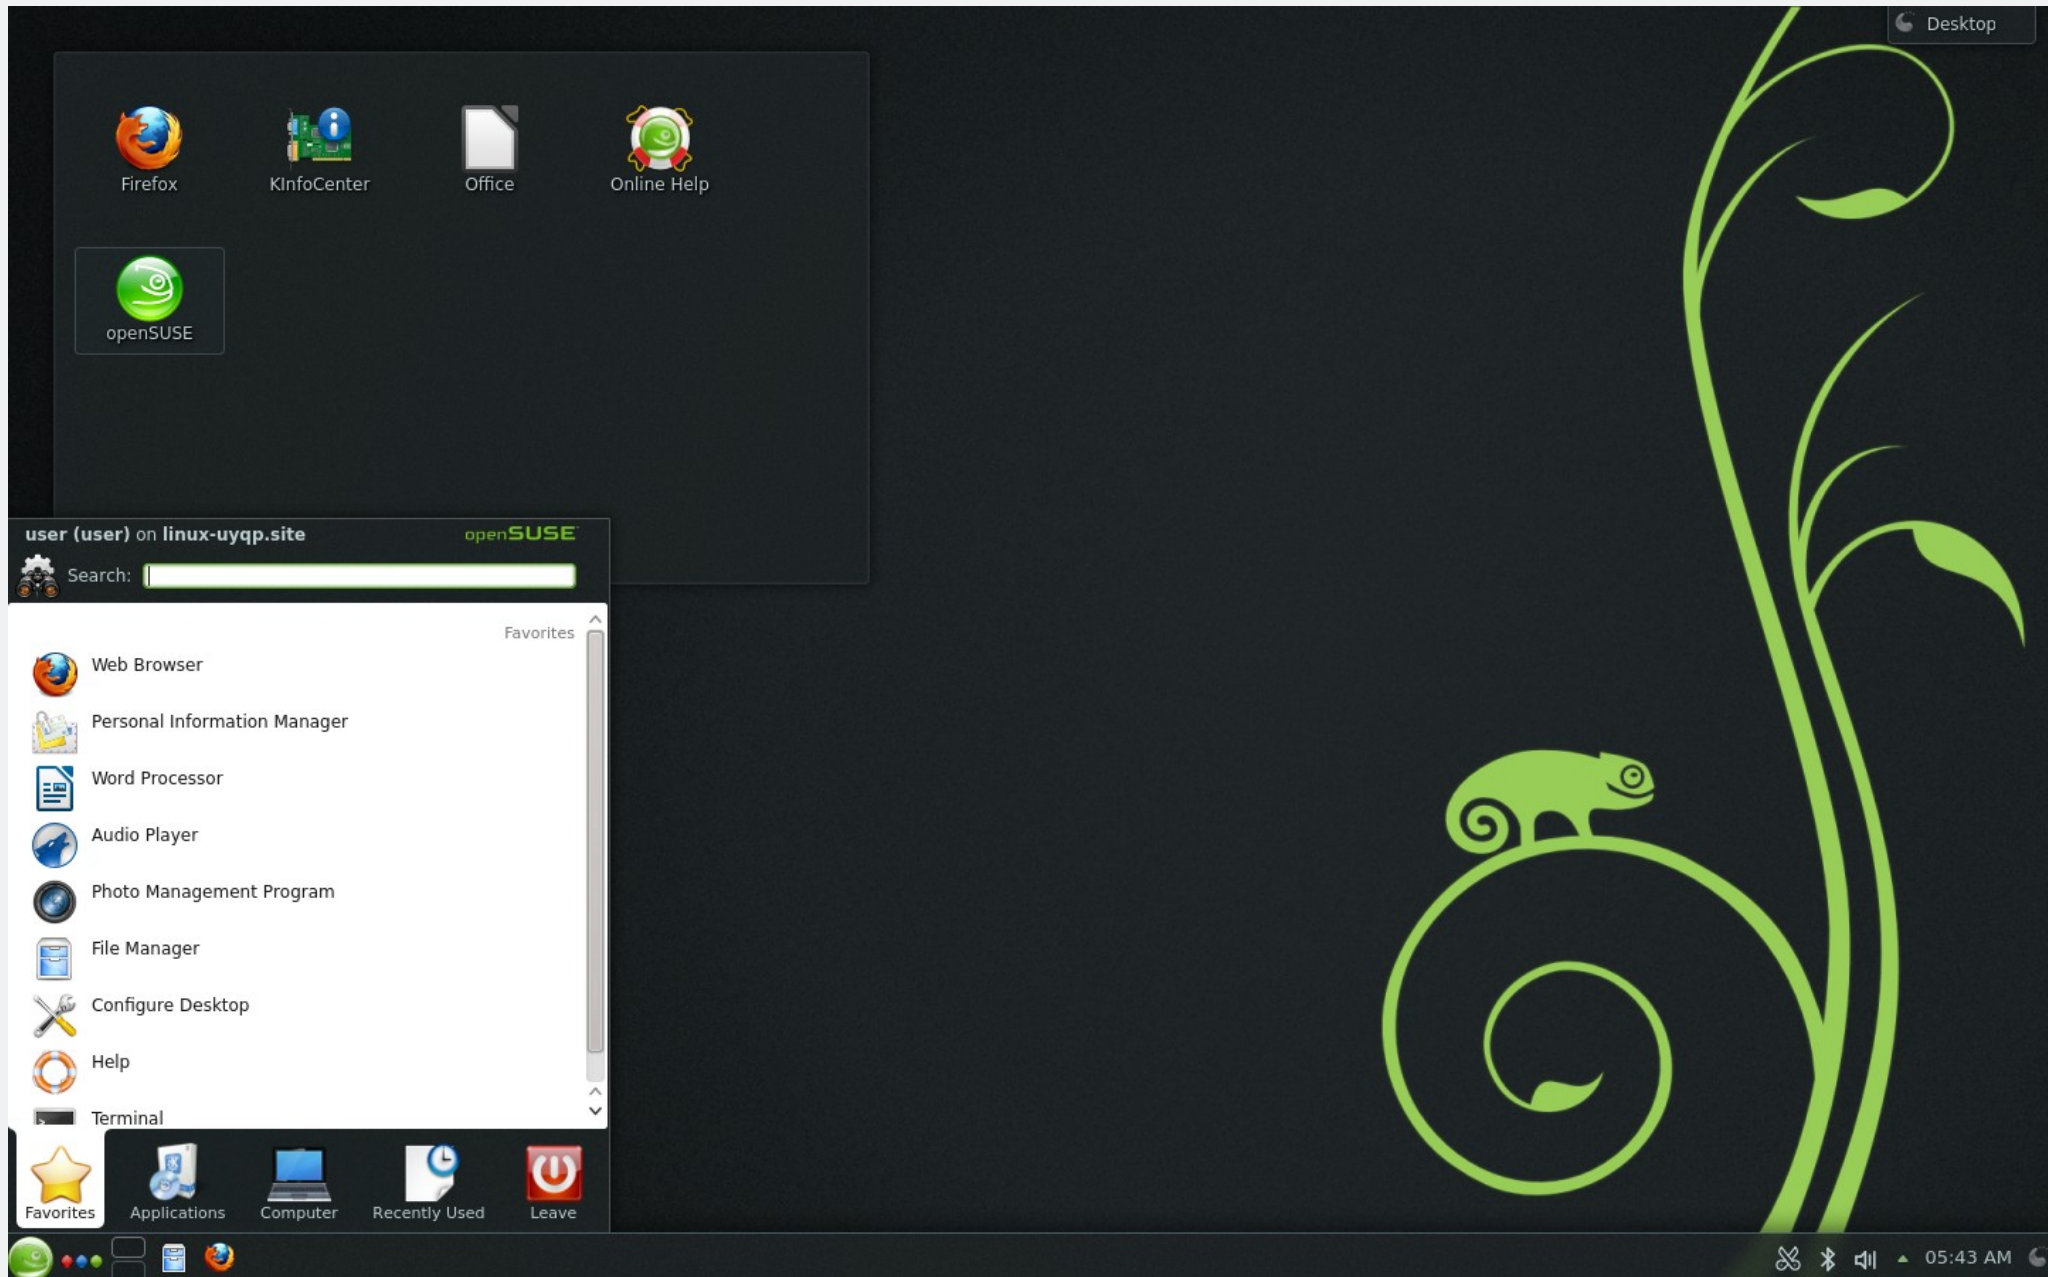 Desktop
Firefox
KInfoCenter
Office
Online Help
openSUSE
user (user) on linux-uyqp.site
openSUSE
Search:
Favorites
Web Browser
Personal Information Manager
Word Processor
Audio Player
Photo Management Program
File Manager
Configure Desktop
Help
Terminal
Favorites
Applications
Computer
Recently Used
Leave
05:43 AM